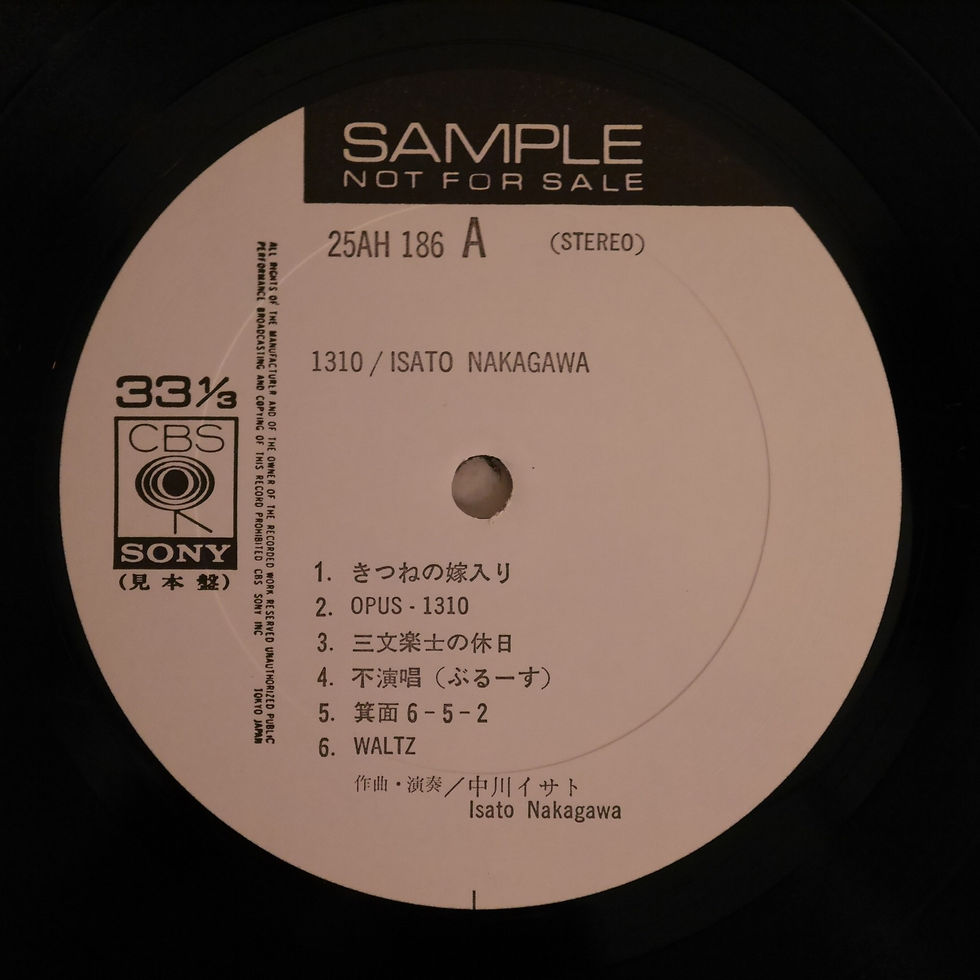 SAMPLE
NOT FOR SALE
25AH 186 A (STEREO)
1310 / ISATO NAKAGAWA
33 1/3
CBS
SONY
(見本盤)
ALL RIGHTS OF THE MANUFACTURER AND OF THE OWNER OF THE RECORDED WORK RESERVED UNAUTHORIZED PUBLIC
PERFORMANCE BROADCASTING AND COPYING OF THIS RECORD PROHIBITED CBS SONY INC TOKYO JAPAN
1. きつねの嫁入り
2. OPUS - 1310
3. 三文楽士の休日
4. 不演唱(ぶるーす)
5. 箕面 6-5-2
6. WALTZ
作曲・演奏/中川イサト
Isato Nakagawa